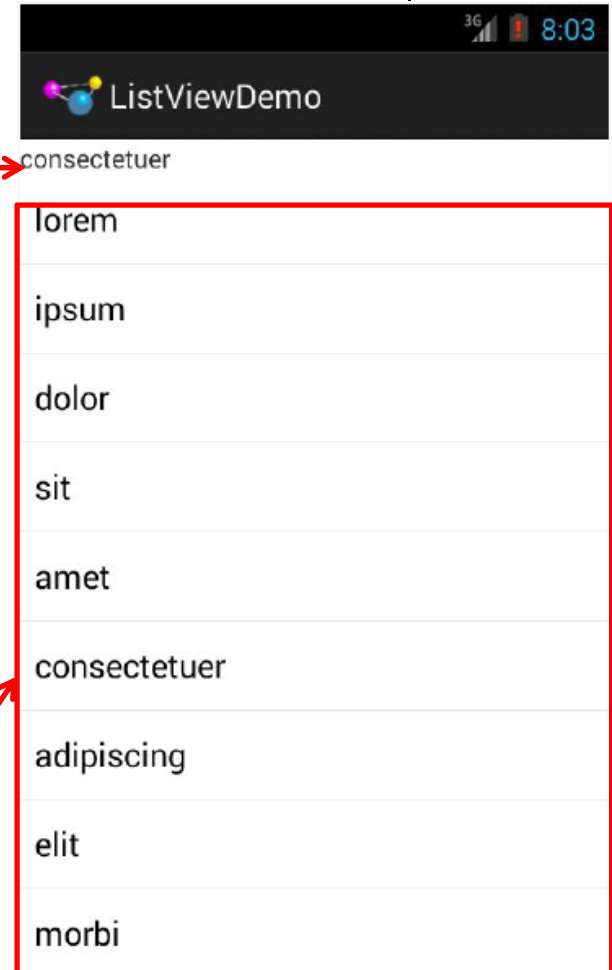 3G 8:03
ListViewDemo
consectetuer
lorem
ipsum
dolor
sit
amet
consectetuer
adipiscing
elit
morbi